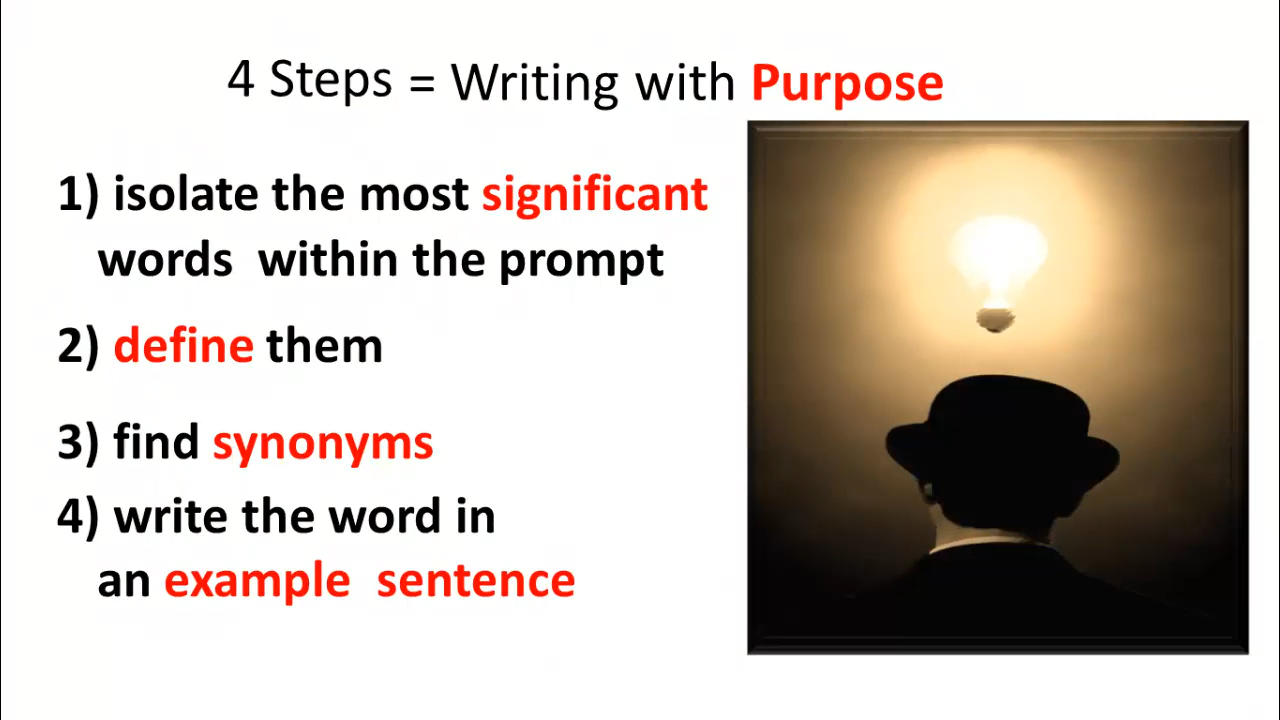 4 Steps = Writing with Purpose
1) isolate the most significant
words within the prompt
2) define them
3) find synonyms
4) write the word in
an example sentence